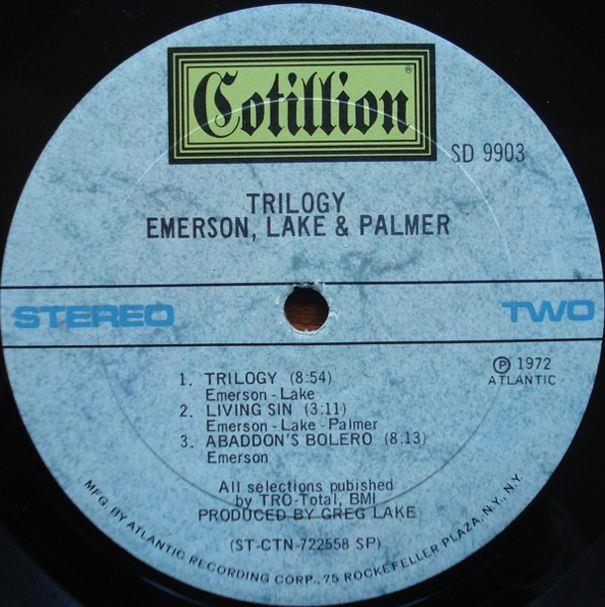 Cotillion®
SD 9903
TRILOGY
EMERSON, LAKE & PALMER
STEREO
TWO
℗ 1972
ATLANTIC
1. TRILOGY (8:54)
Emerson - Lake
2. LIVING SIN (3:11)
Emerson - Lake - Palmer
3. ABADDON'S BOLERO (8:13)
Emerson
All selections pubished
by TRO-Total, BMI
PRODUCED BY GREG LAKE
(ST-CTN-722558 SP)
MFG. BY ATLANTIC RECORDING CORP., 75 ROCKEFELLER PLAZA, N.Y., N.Y.